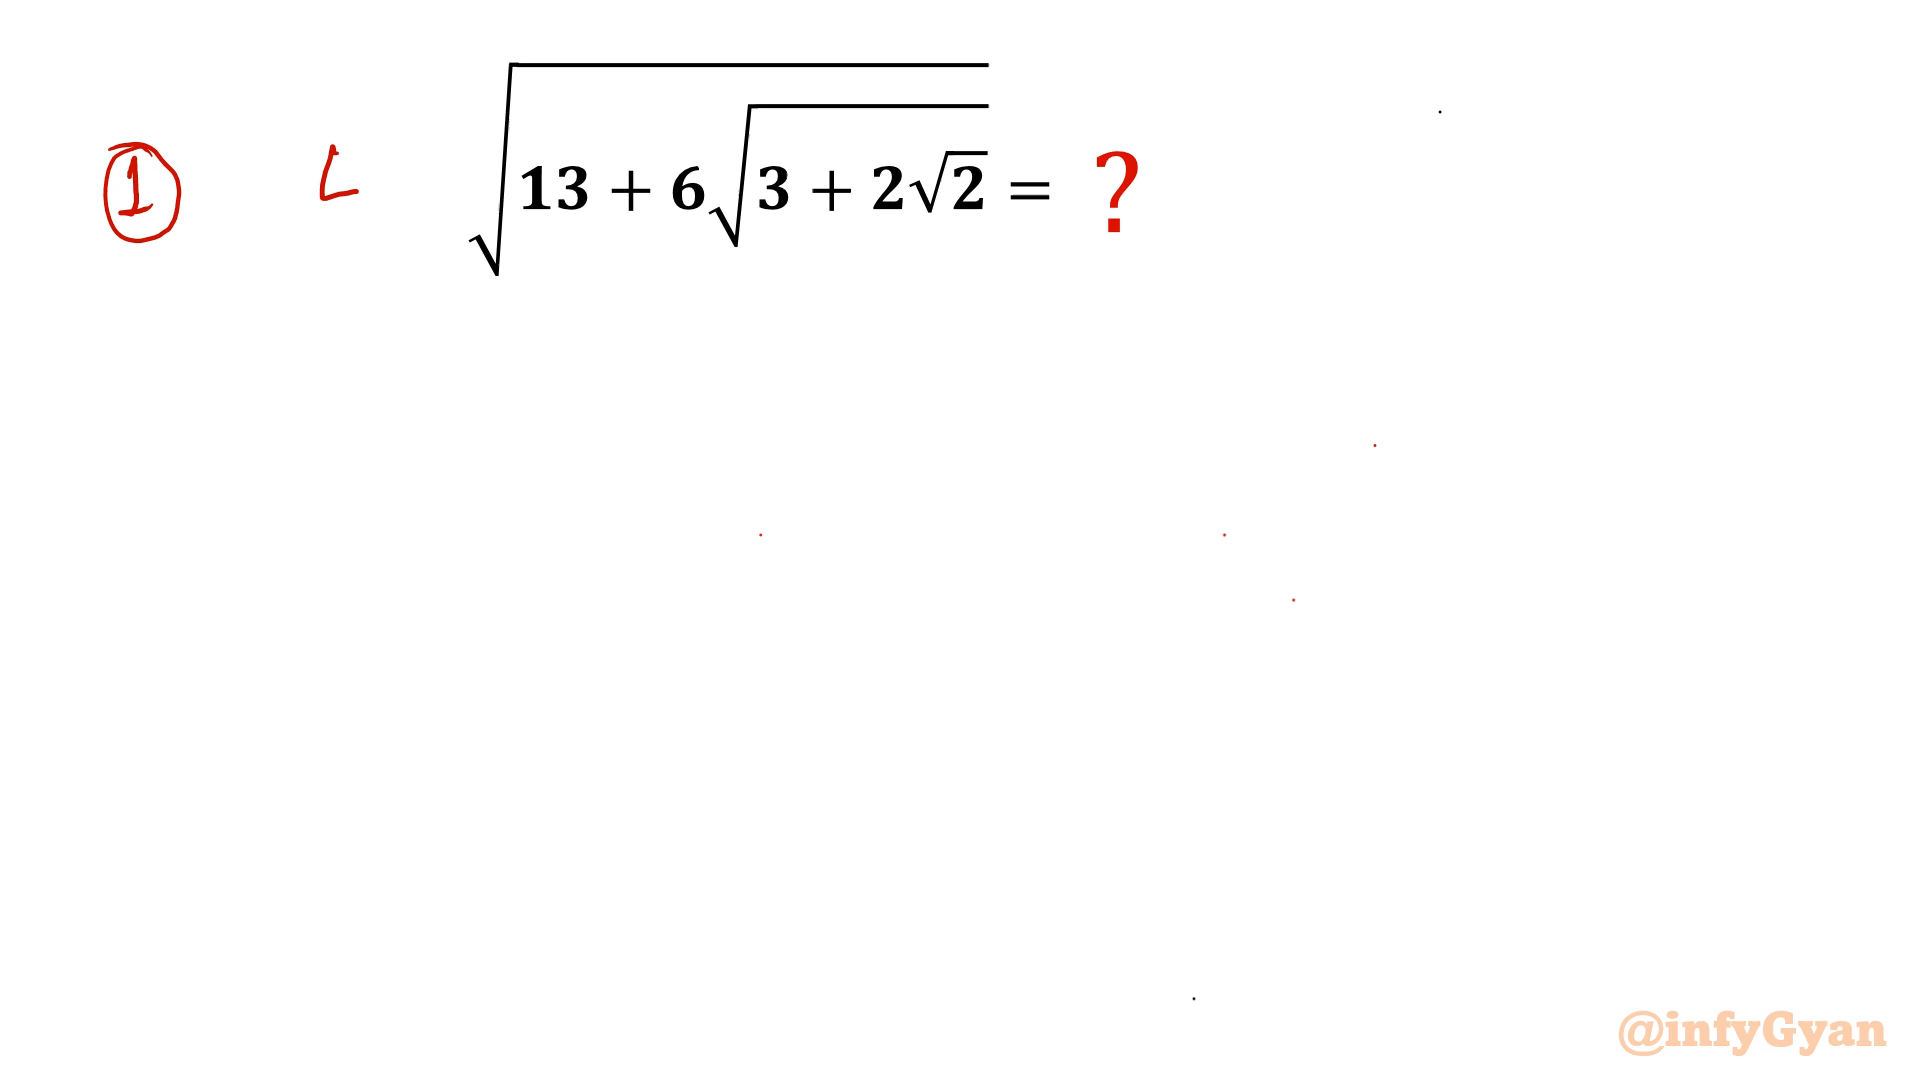 ① L √(13 + 6√(3 + 2√2)) = ?
@infyGyan